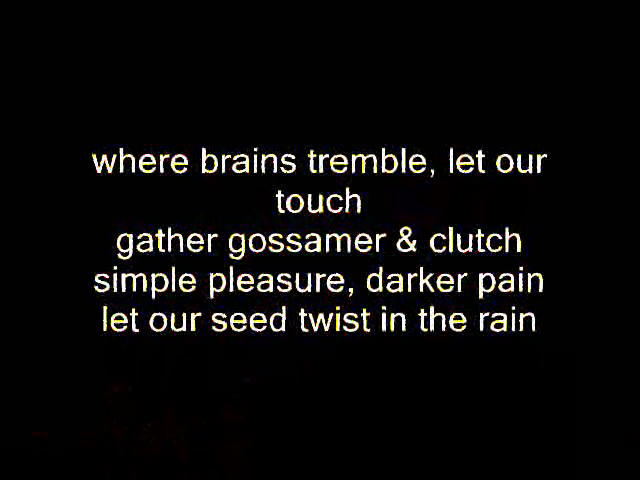 where brains tremble, let our
touch
gather gossamer & clutch
simple pleasure, darker pain
let our seed twist in the rain